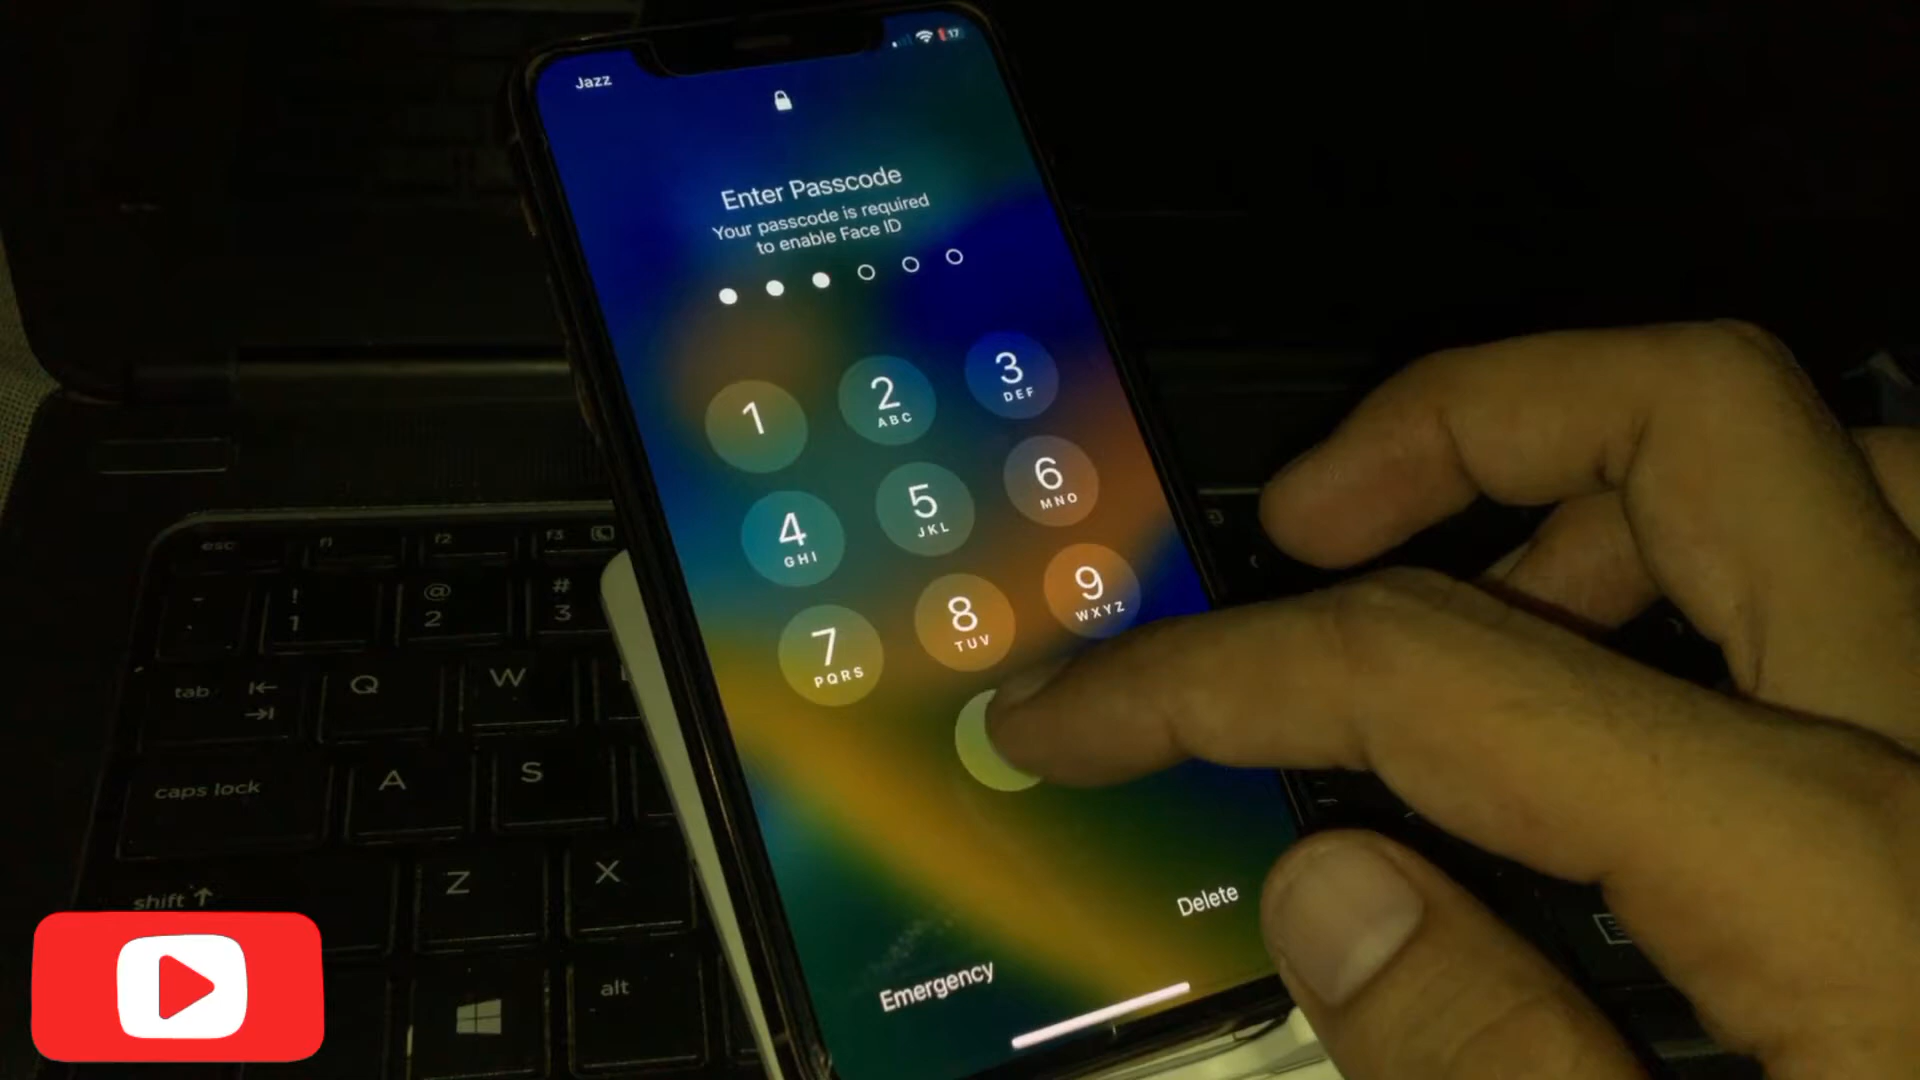 Jazz
17
Enter Passcode
Your passcode is required
to enable Face ID
1
2
ABC
3
DEF
4
GHI
5
JKL
6
MNO
7
PQRS
8
TUV
9
WXYZ
Delete
Emergency
esc
f1
f2
f3
!
1
@
2
#
3
tab
Q
W
caps lock
A
S
shift
Z
X
alt